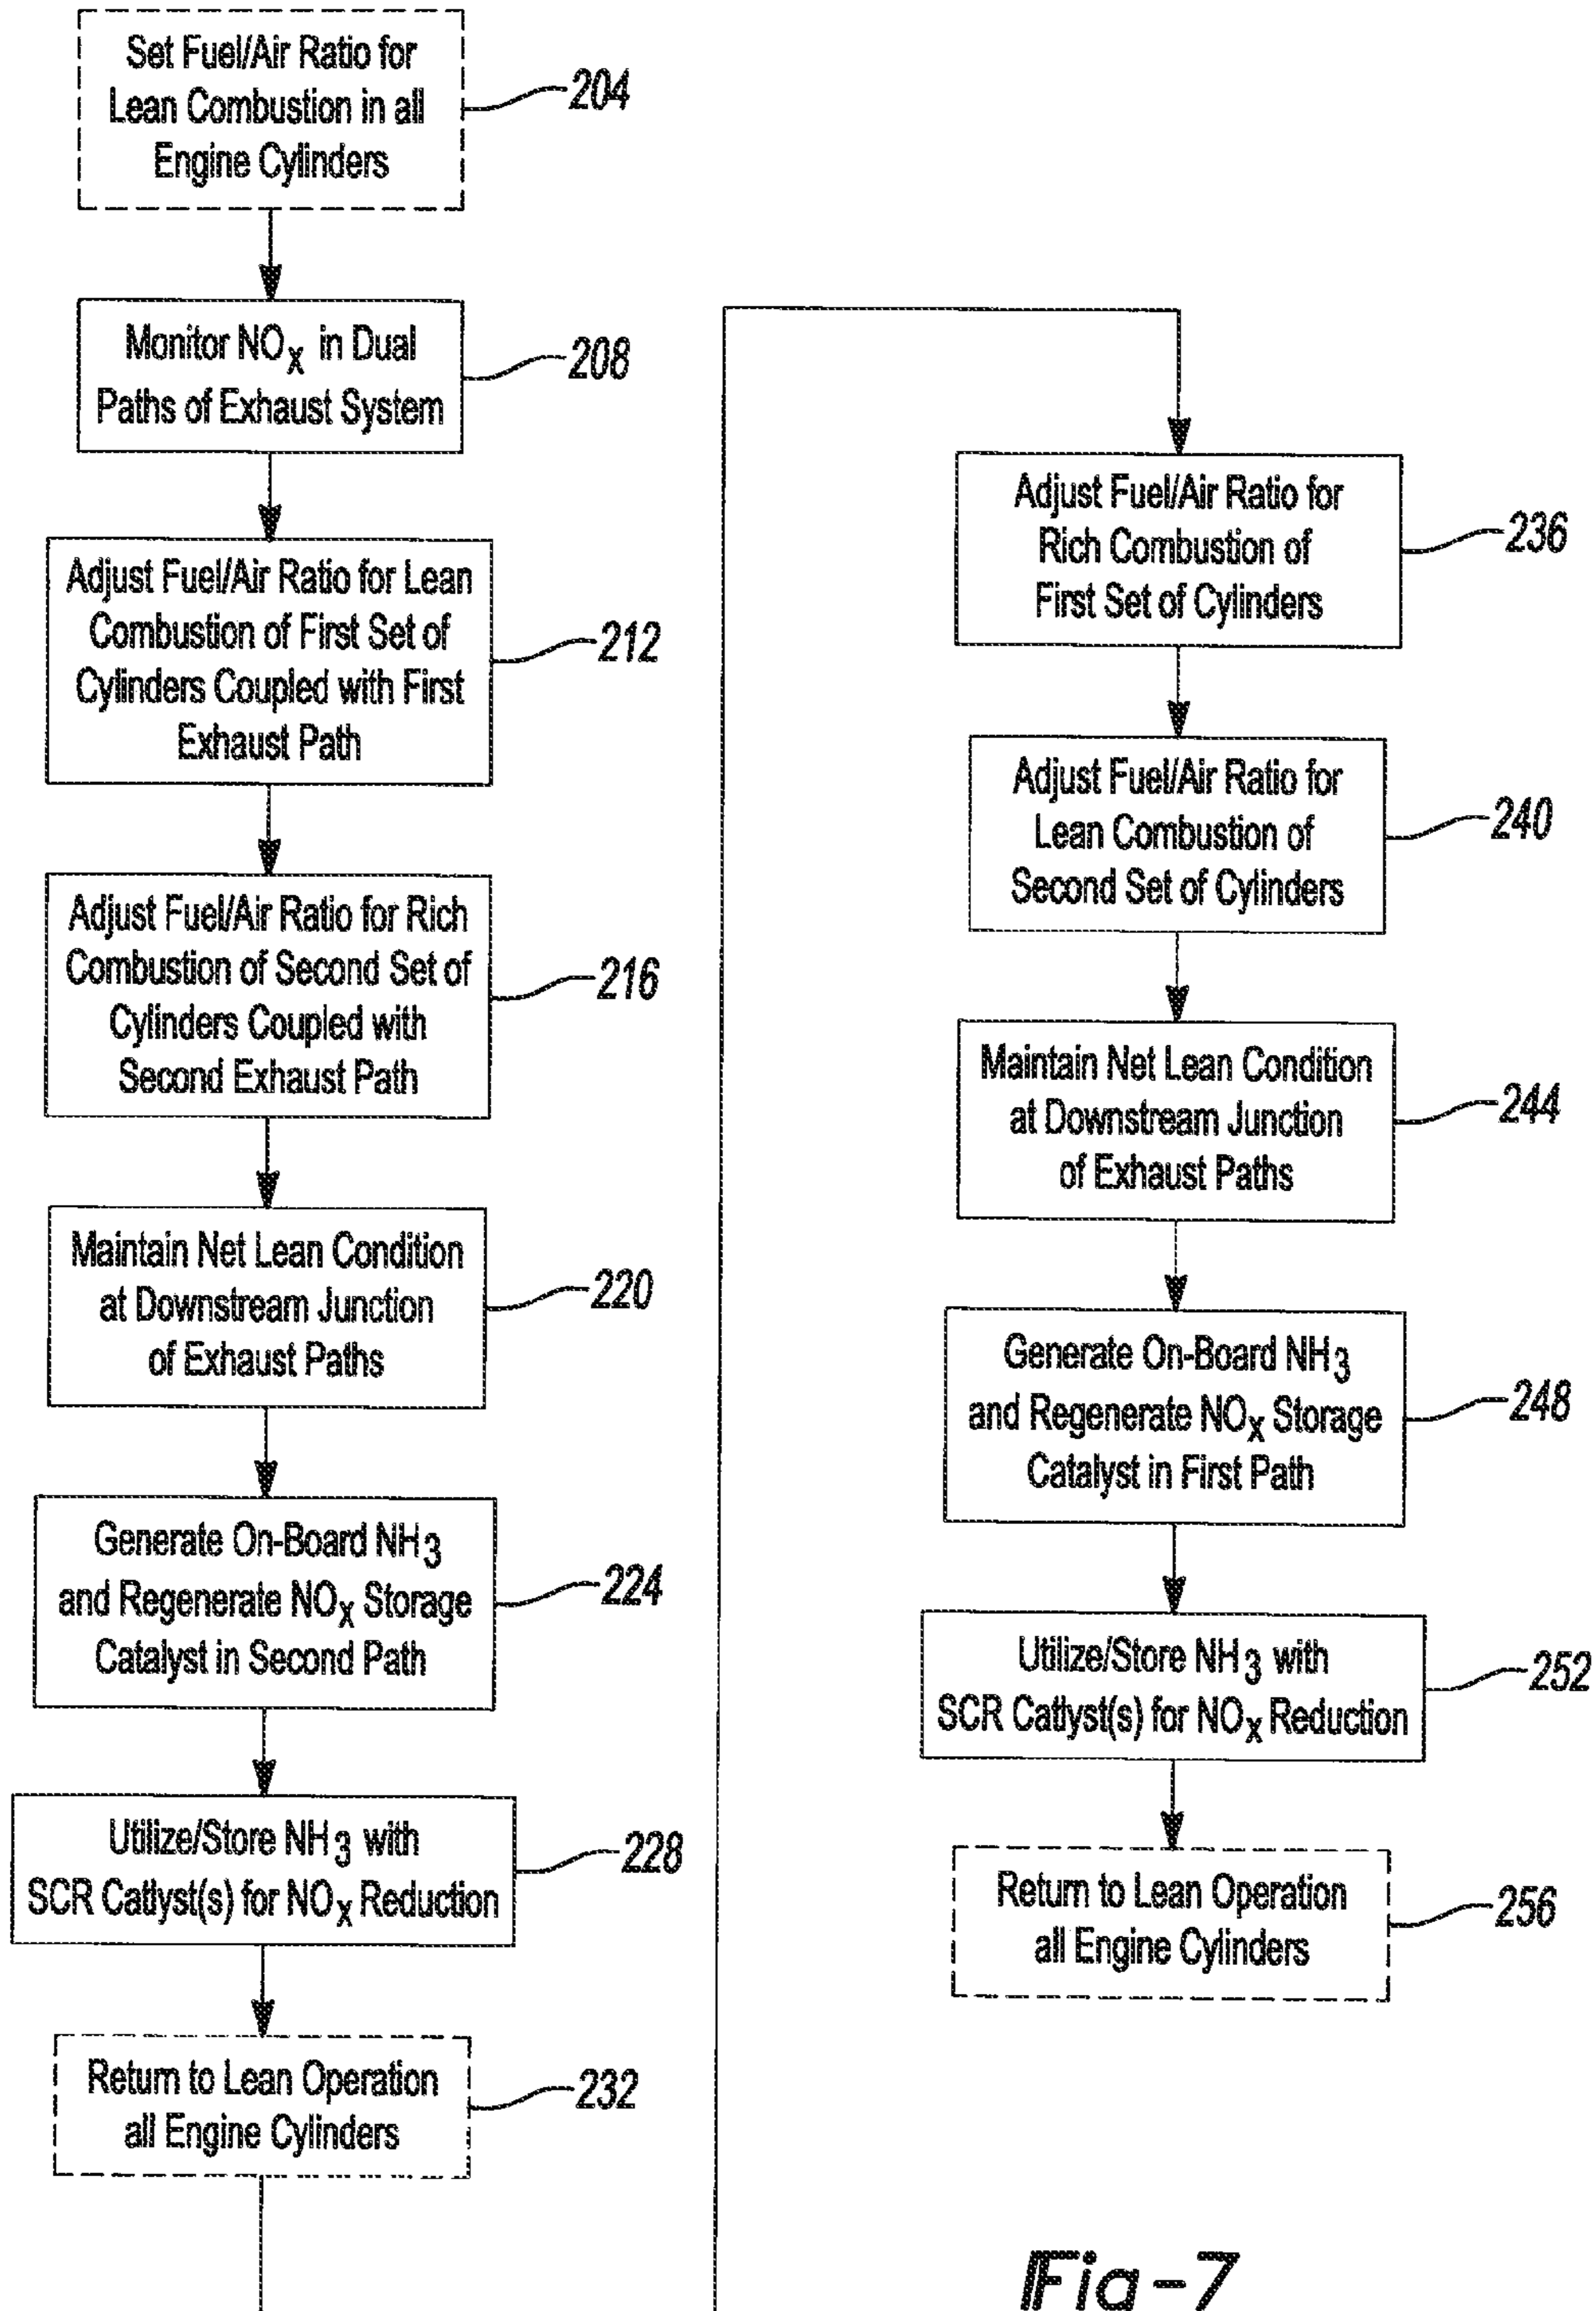 Set Fuel/Air Ratio for
Lean Combustion in all
Engine Cylinders
204
Monitor NOx in Dual
Paths of Exhaust System
208
Adjust Fuel/Air Ratio for Lean
Combustion of First Set of
Cylinders Coupled with First
Exhaust Path
212
Adjust Fuel/Air Ratio for Rich
Combustion of Second Set of
Cylinders Coupled with
Second Exhaust Path
216
Maintain Net Lean Condition
at Downstream Junction
of Exhaust Paths
220
Generate On-Board NH3
and Regenerate NOx Storage
Catalyst in Second Path
224
Utilize/Store NH3 with
SCR Catlyst(s) for NOx Reduction
228
Return to Lean Operation
all Engine Cylinders
232
Adjust Fuel/Air Ratio for
Rich Combustion of
First Set of Cylinders
236
Adjust Fuel/Air Ratio for
Lean Combustion of
Second Set of Cylinders
240
Maintain Net Lean Condition
at Downstream Junction
of Exhaust Paths
244
Generate On-Board NH3
and Regenerate NOx Storage
Catalyst in First Path
248
Utilize/Store NH3 with
SCR Catlyst(s) for NOx Reduction
252
Return to Lean Operation
all Engine Cylinders
256
Fig-7